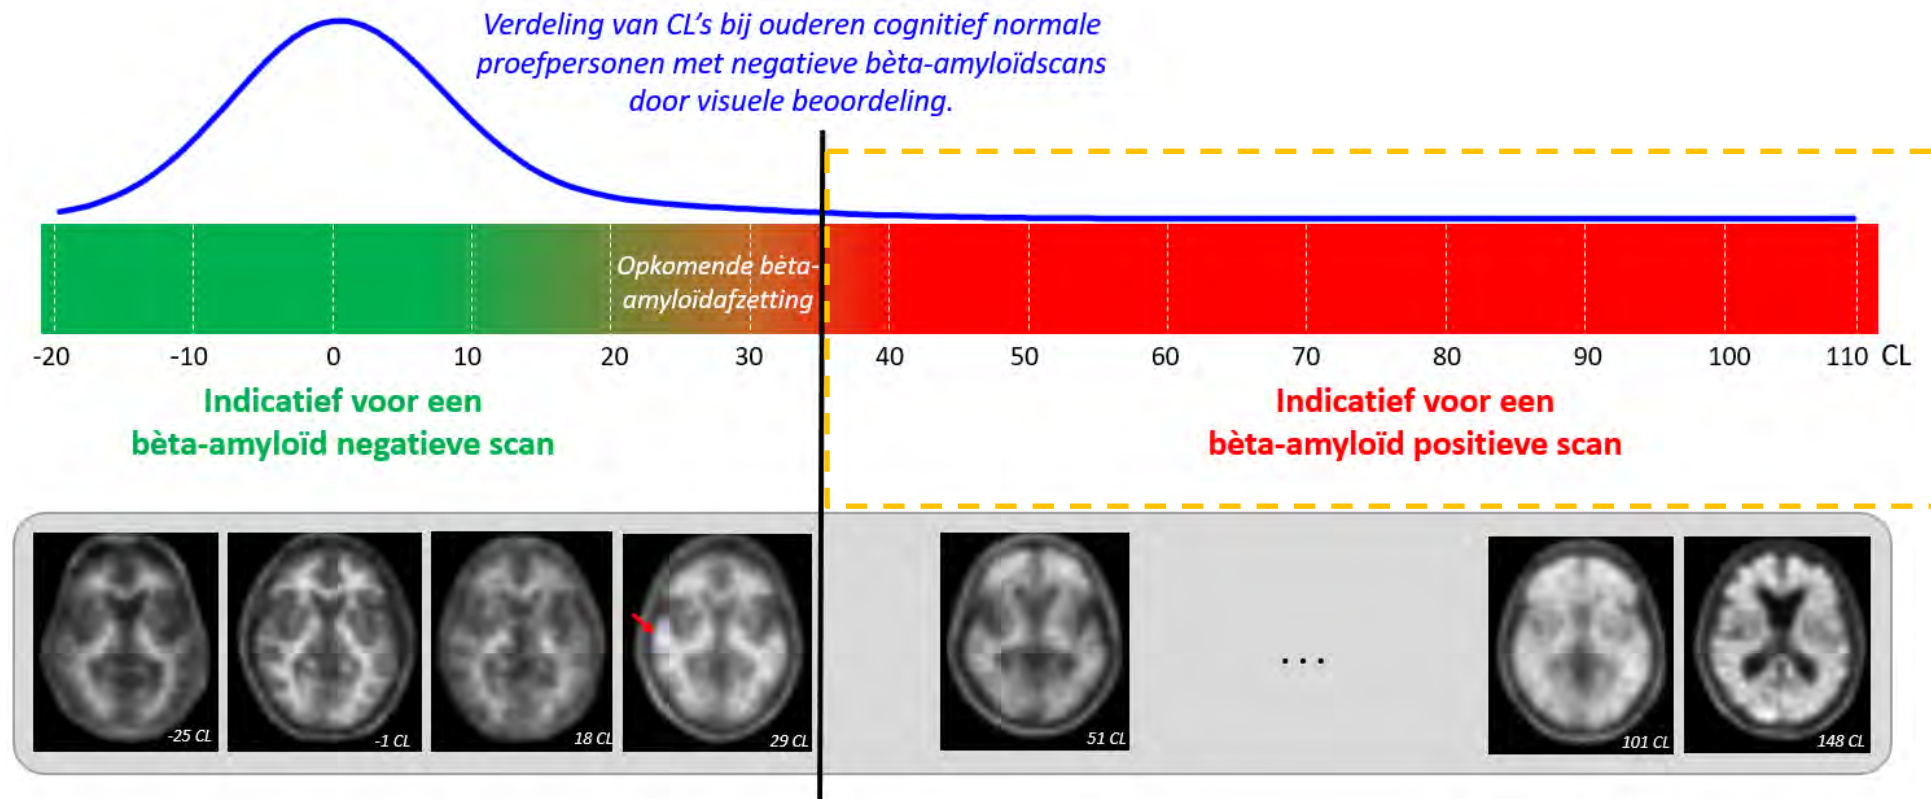 Verdeling van CL's bij ouderen cognitief normale
proefpersonen met negatieve bèta-amyloïdscans
door visuele beoordeling.
Opkomende bèta-
amyloïdafzetting
-20 -10 0 10 20 30 40 50 60 70 80 90 100 110 CL
Indicatief voor een
bèta-amyloïd negatieve scan
Indicatief voor een
bèta-amyloïd positieve scan
-25 CL -1 CL 18 CL 29 CL 51 CL ... 101 CL 148 CL